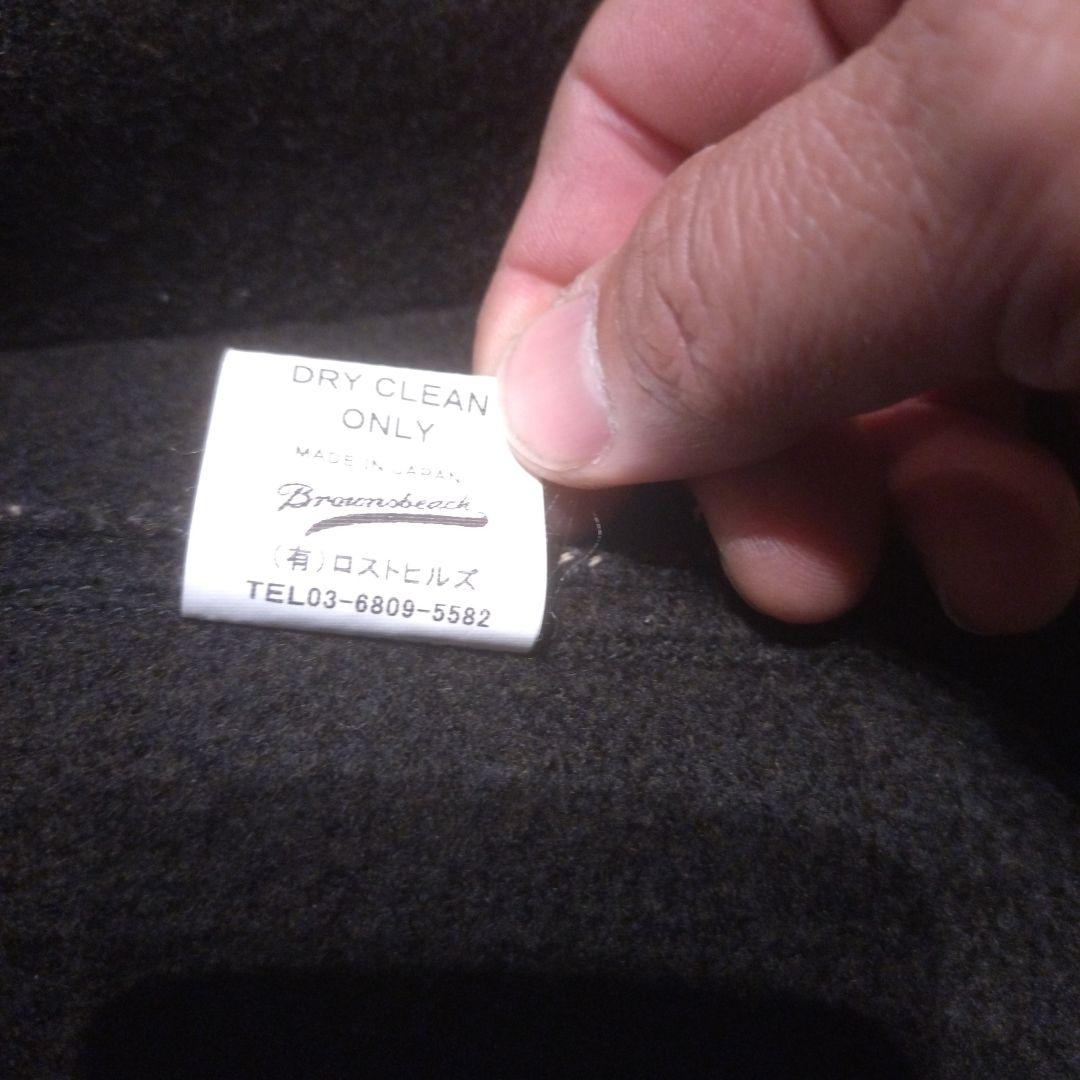 DRY CLEAN
ONLY
MADE IN JAPAN
Brownsbeach
(有)ロストヒルズ
TEL03-6809-5582